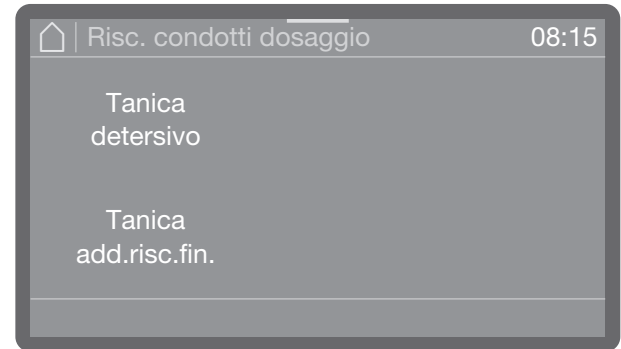 Risc. condotti dosaggio 08:15
Tanica
detersivo
Tanica
add.risc.fin.